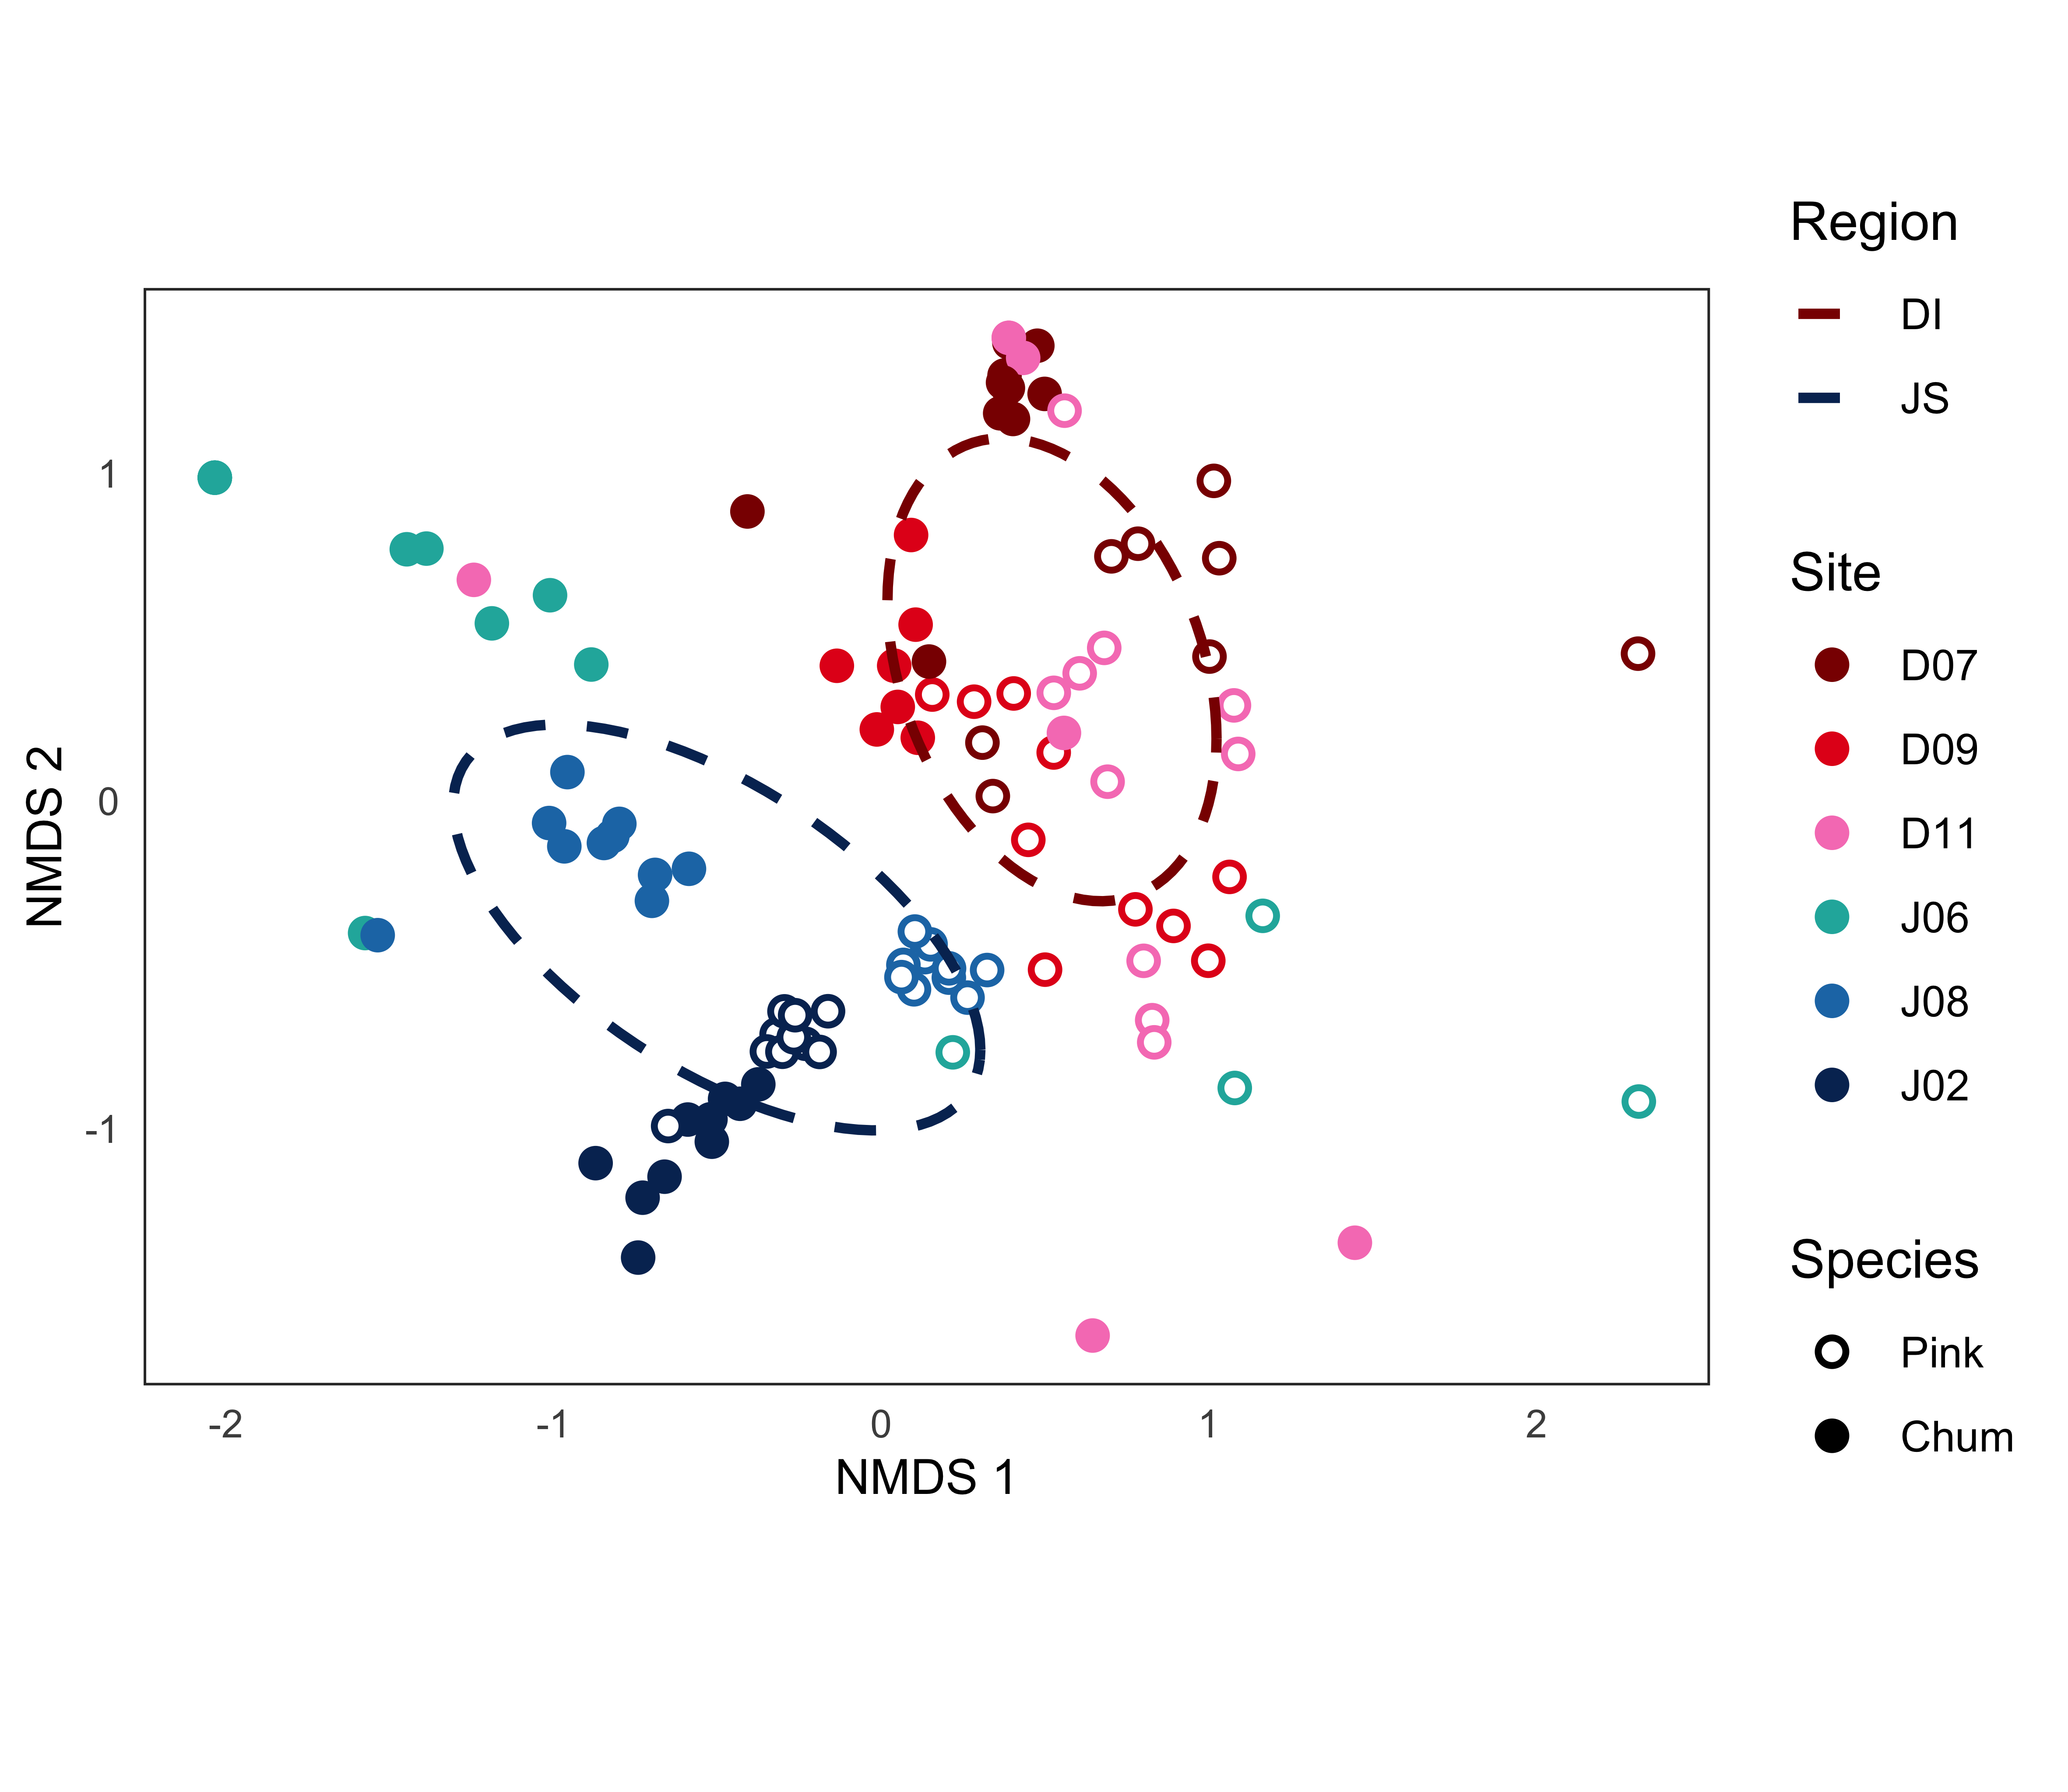 NMDS 2
1
0
-1
-2
-1
0
1
2
NMDS 1
Region
DI
JS
Site
D07
D09
D11
J06
J08
J02
Species
Pink
Chum